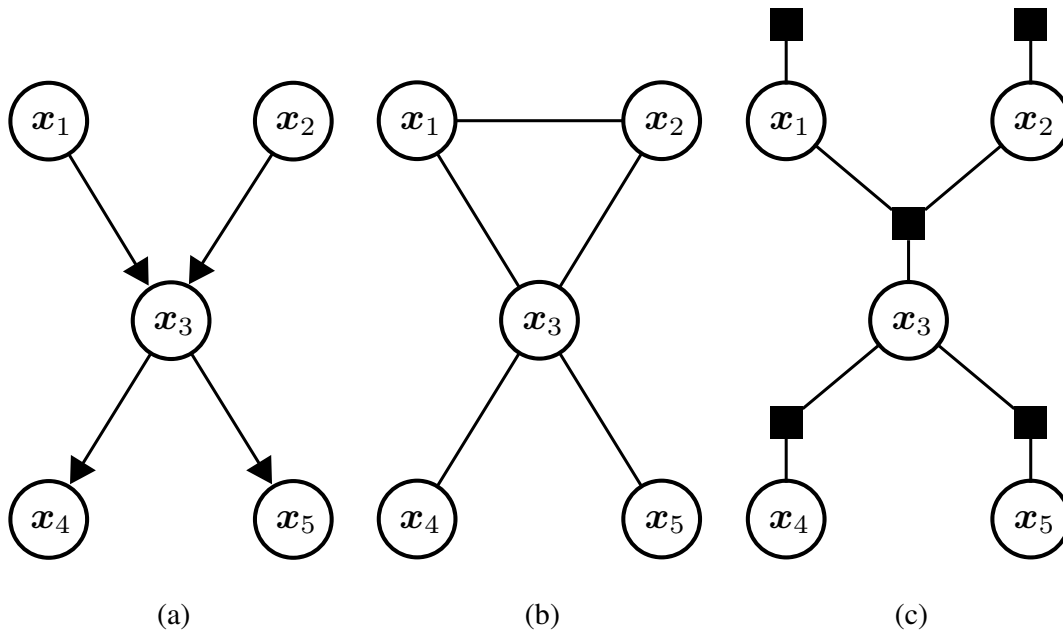 x₁ x₂ x₁ x₂ x₁ x₂
x₃ x₃ x₃
x₄ x₅ x₄ x₅ x₄ x₅
(a) (b) (c)